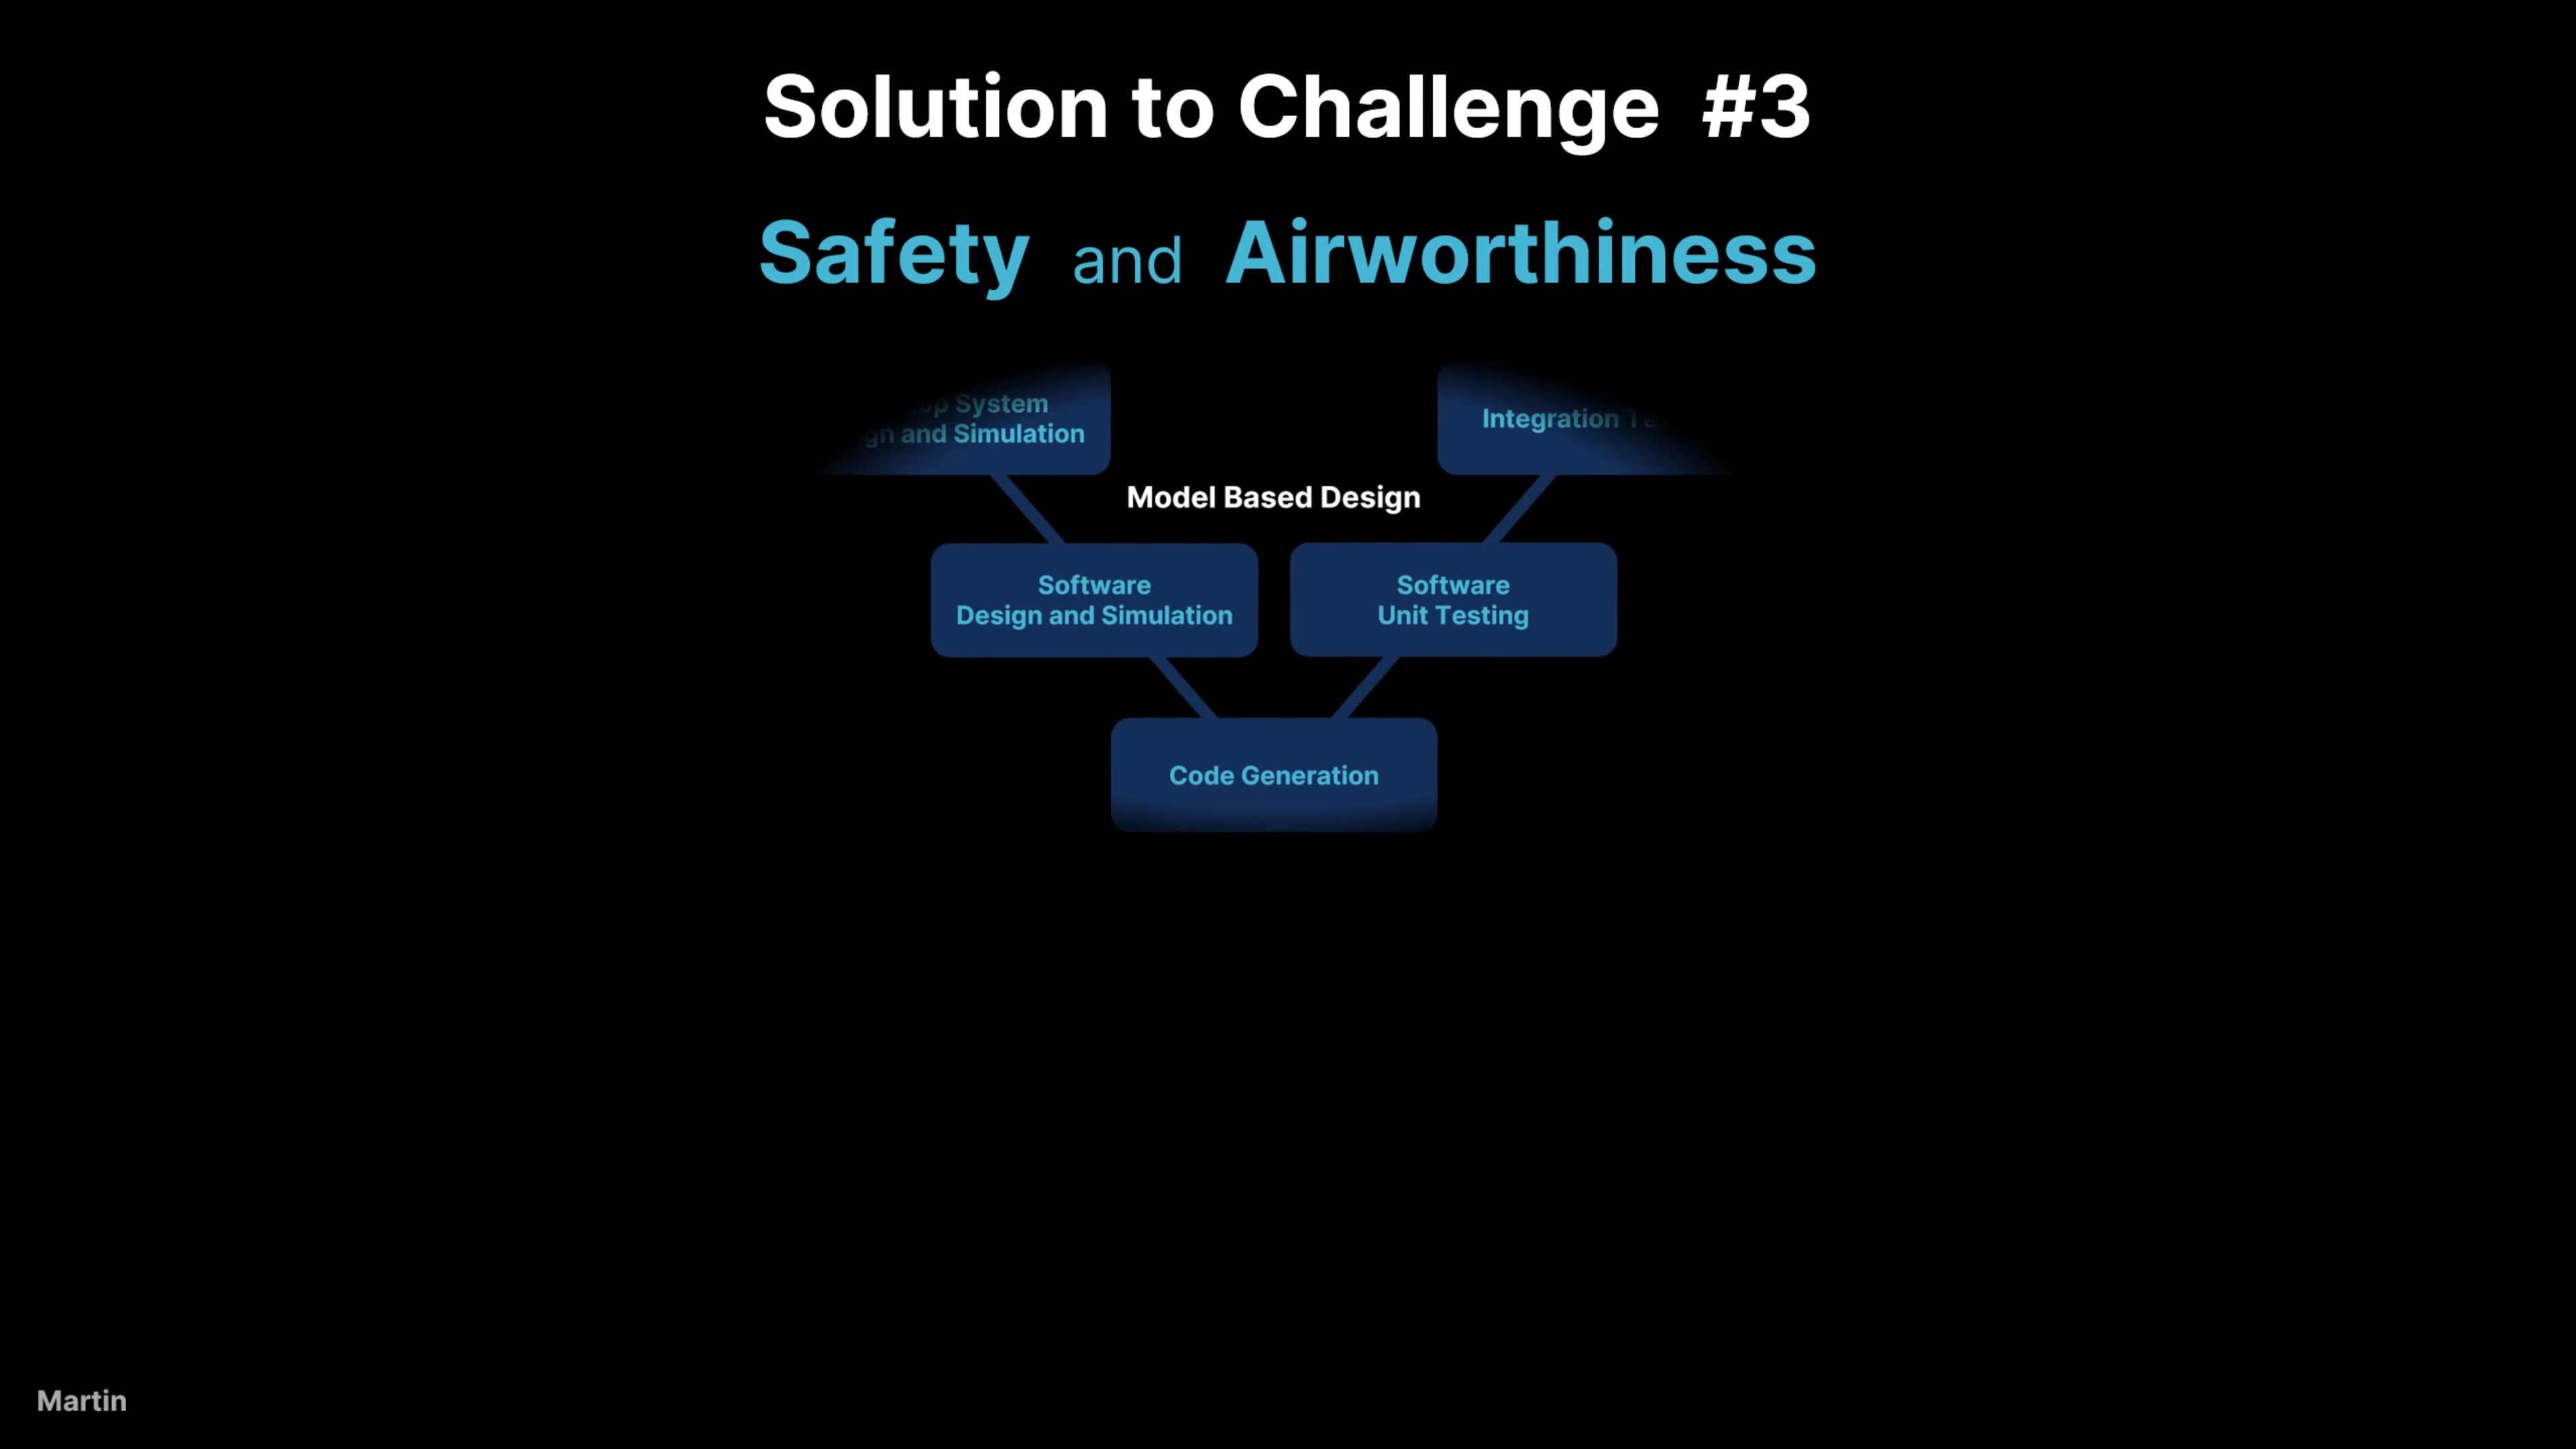 Solution to Challenge #3
Safety and Airworthiness
System
and Simulation
Integration
Model Based Design
Software
Design and Simulation
Software
Unit Testing
Code Generation
Martin